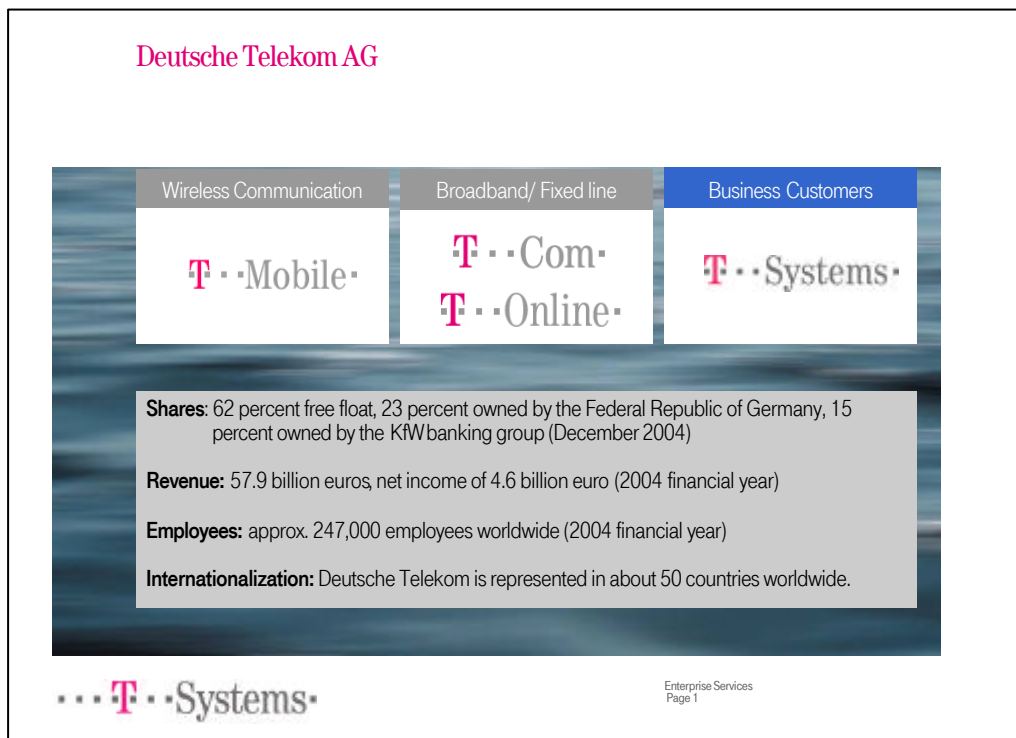 Deutsche Telekom AG
Wireless Communication
Broadband/ Fixed line
Business Customers
T··Mobile·
T···Com·
T··Online·
T··Systems·
Shares: 62 percent free float, 23 percent owned by the Federal Republic of Germany, 15
percent owned by the KfW banking group (December 2004)
Revenue: 57.9 billion euros, net income of 4.6 billion euro (2004 financial year)
Employees: approx. 247,000 employees worldwide (2004 financial year)
Internationalization: Deutsche Telekom is represented in about 50 countries worldwide.
···T··Systems·
Enterprise Services
Page 1